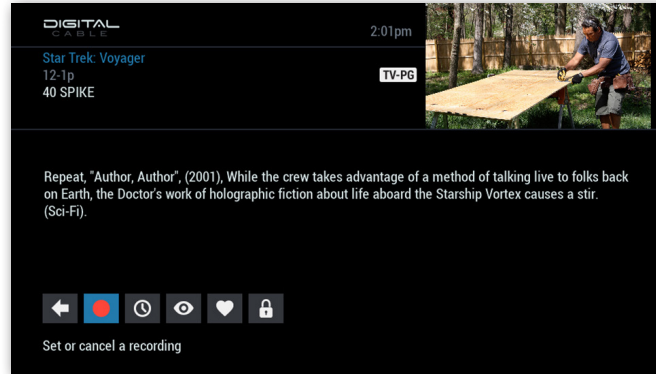 DIGITAL
CABLE
2:01pm
Star Trek: Voyager
12-1p
TV-PG
40 SPIKE
Repeat, "Author, Author", (2001), While the crew takes advantage of a method of talking live to folks back
on Earth, the Doctor's work of holographic fiction about life aboard the Starship Vortex causes a stir.
(Sci-Fi).
Set or cancel a recording